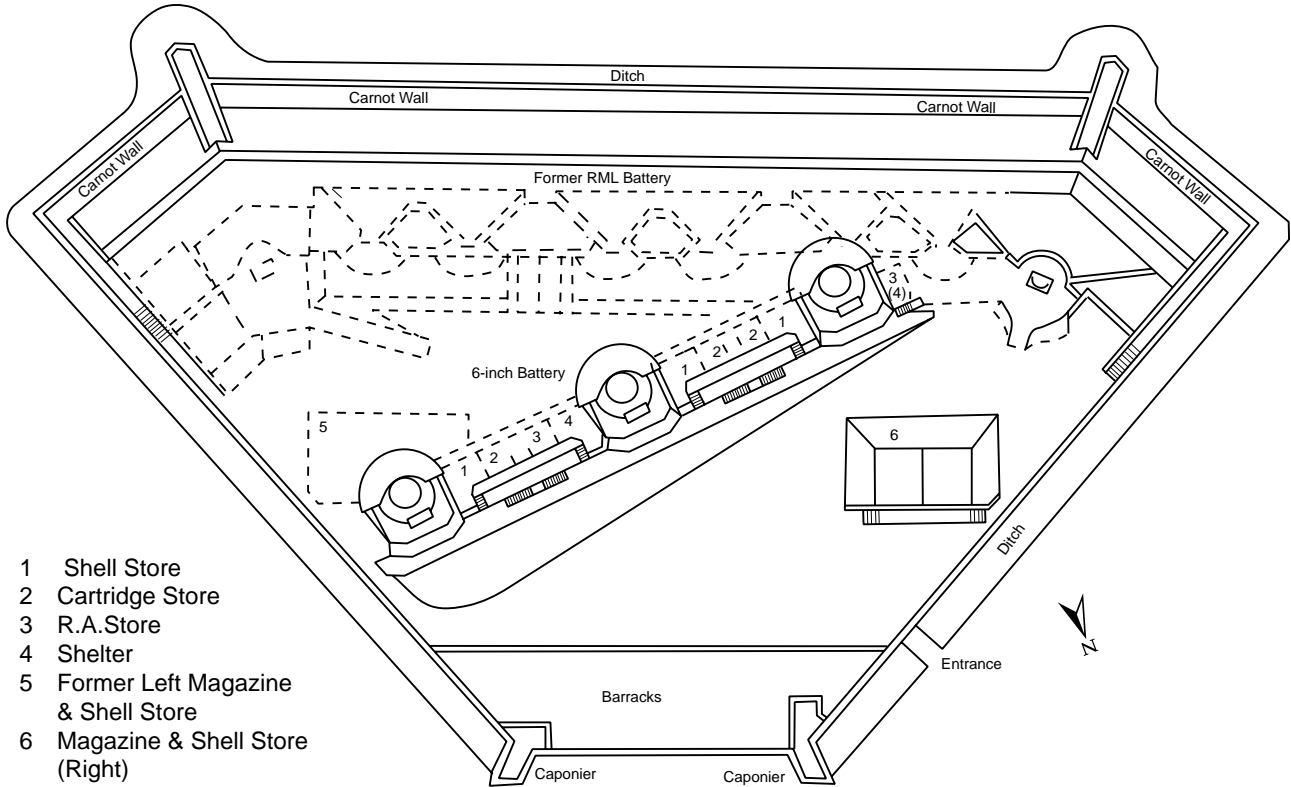 Ditch
Carnot Wall
Carnot Wall
Carnot Wall
Carnot Wall
Former RML Battery
3
(4)
1
2
2
1
6-inch Battery
4
3
2
1
5
6
Ditch
1 Shell Store
2 Cartridge Store
3 R.A.Store
4 Shelter
5 Former Left Magazine
& Shell Store
6 Magazine & Shell Store
(Right)
N
Entrance
Barracks
Caponier
Caponier